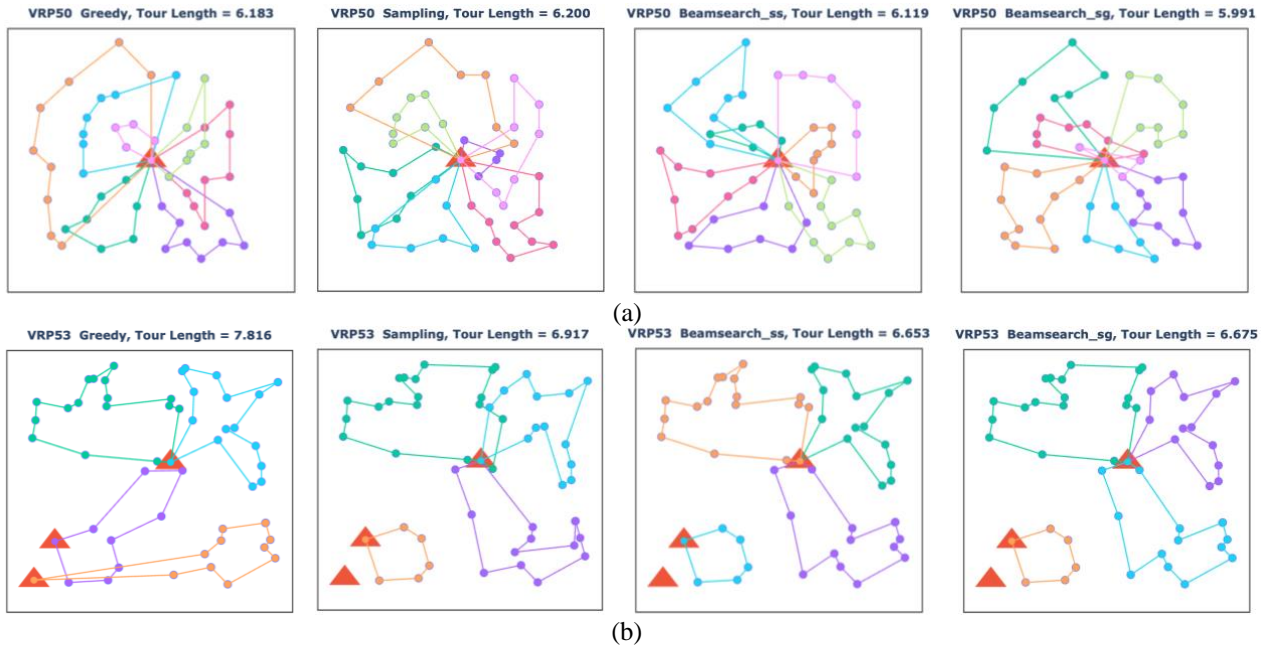 VRP50 Greedy, Tour Length = 6.183
VRP50 Sampling, Tour Length = 6.200
VRP50 Beamsearch_ss, Tour Length = 6.119
VRP50 Beamsearch_sg, Tour Length = 5.991
(a)
VRP53 Greedy, Tour Length = 7.816
VRP53 Sampling, Tour Length = 6.917
VRP53 Beamsearch_ss, Tour Length = 6.653
VRP53 Beamsearch_sg, Tour Length = 6.675
(b)